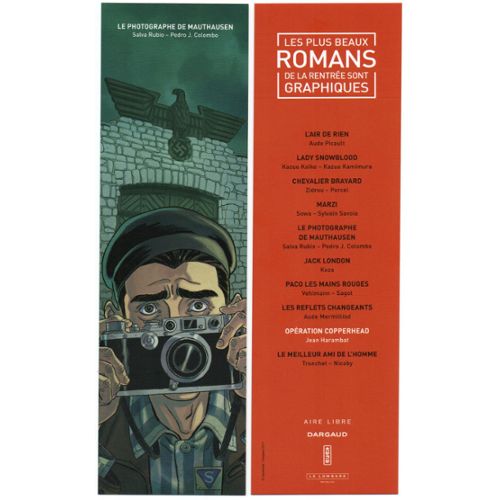 LE PHOTOGRAPHE DE MAUTHAUSEN
Salva Rubio – Pedro J. Colombo
S
LES PLUS BEAUX
ROMANS
DE LA RENTRÉE SONT
GRAPHIQUES
L'AIR DE RIEN
Aude Picault
LADY SNOWBLOOD
Kazuo Koike – Kazuo Kamimura
CHEVALIER BRAYARD
Zidrou – Porcel
MARZI
Sowa – Sylvain Savoia
LE PHOTOGRAPHE
DE MAUTHAUSEN
Salva Rubio – Pedro J. Colombo
JACK LONDON
Koza
PACO LES MAINS ROUGES
Vehlmann – Sagot
LES REFLETS CHANGEANTS
Aude Mermilliod
OPÉRATION COPPERHEAD
Jean Harambat
LE MEILLEUR AMI DE L'HOMME
Tronchet – Nicoby
AIRE LIBRE
DARGAUD
KANA
LE LOMBARD